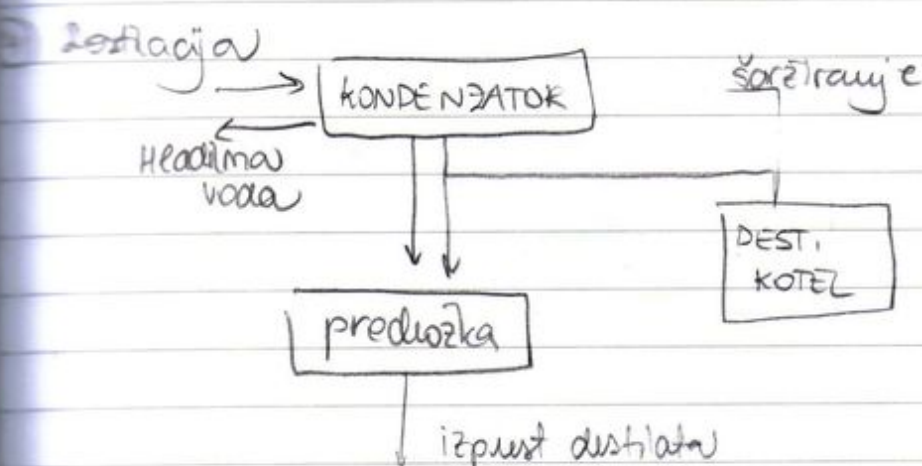 Destilacija
KONDENZATOR
šaržiranje
Hladilna
voda
DEST.
KOTEL
predložka
izpust destilata